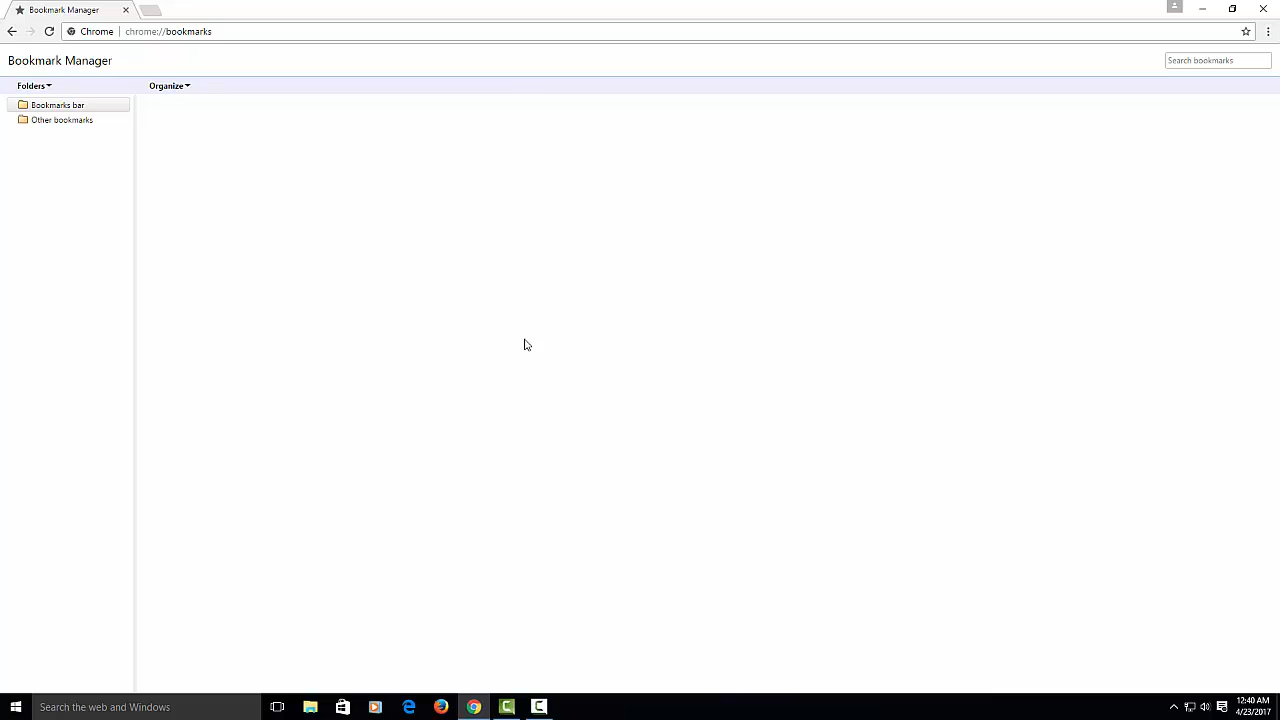 Bookmark Manager
Chrome
chrome://bookmarks
Bookmark Manager
Search bookmarks
Folders
Organize
Bookmarks bar
Other bookmarks
Search the web and Windows
12:40 AM
4/23/2017